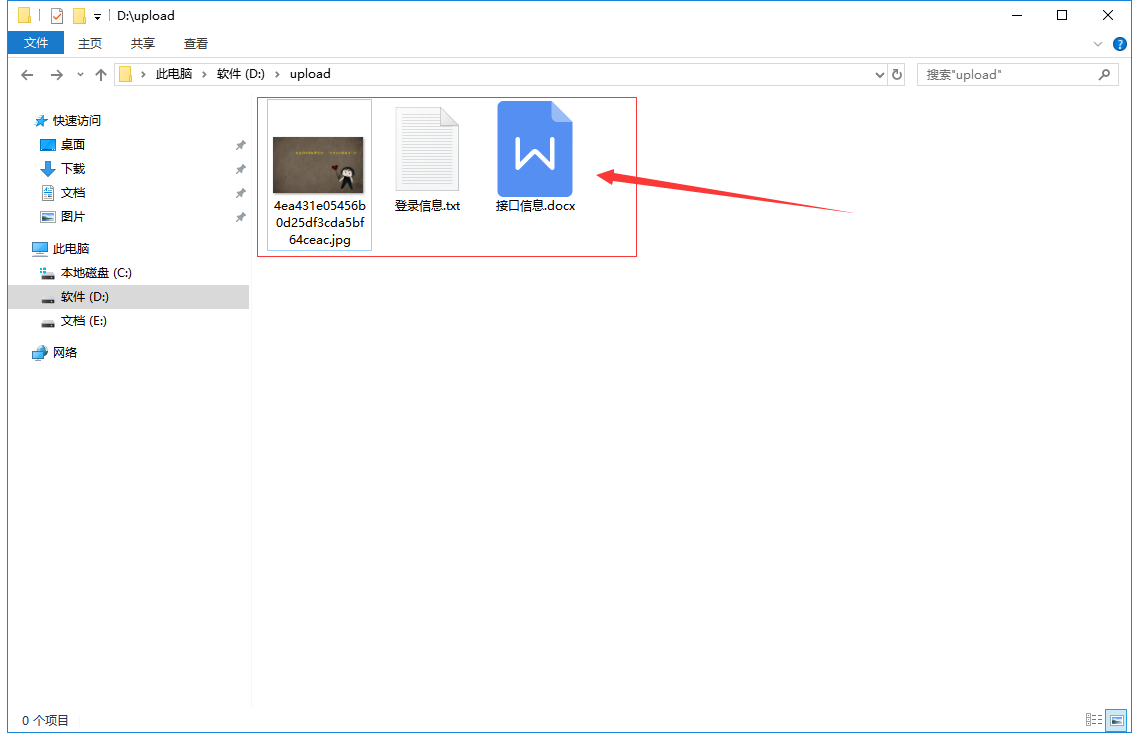 D:\upload
文件 主页 共享 查看
此电脑 软件 (D:) upload
搜索"upload"
快速访问
桌面
下载
文档
图片
此电脑
本地磁盘 (C:)
软件 (D:)
文档 (E:)
网络
4ea431e05456b
0d25df3cda5bf
64ceac.jpg
登录信息.txt
接口信息.docx
0 个项目